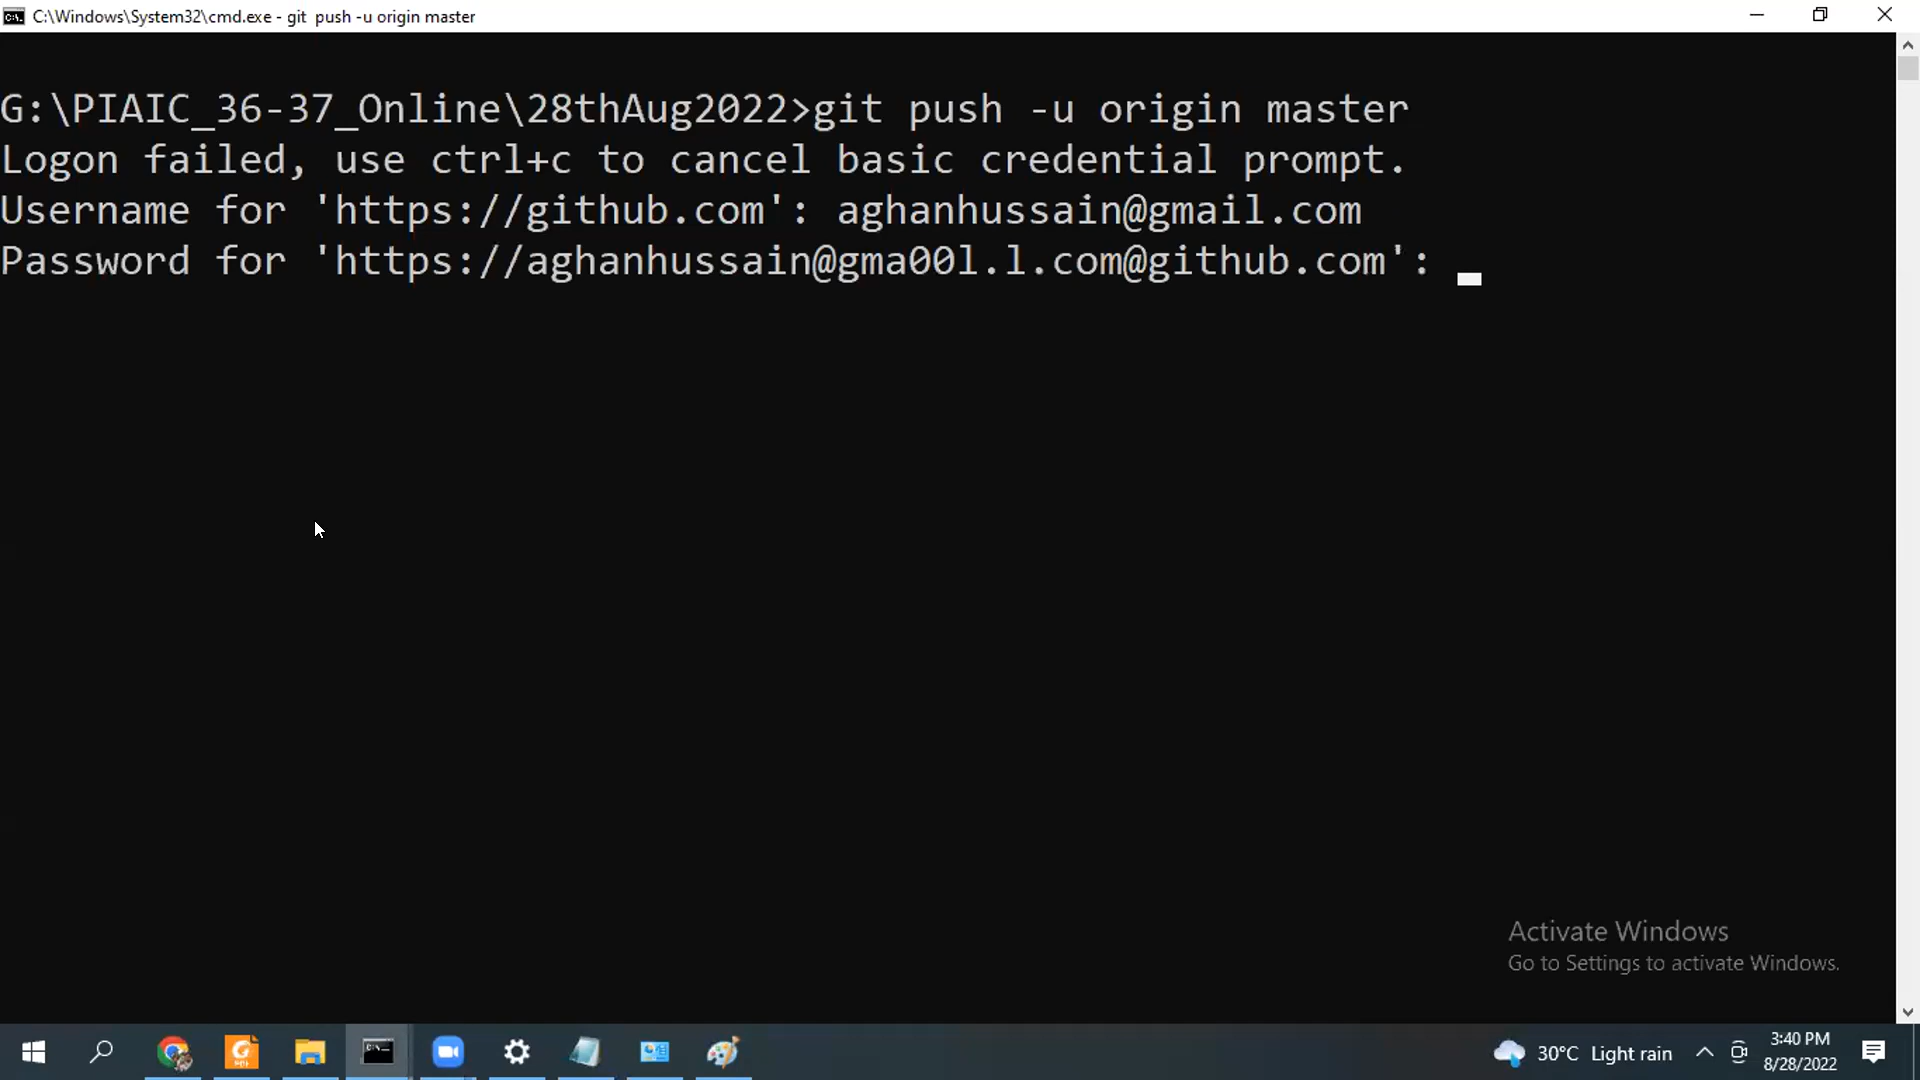 C:\Windows\System32\cmd.exe - git  push -u origin master
G:\PIAIC_36-37_Online\28thAug2022>git push -u origin master
Logon failed, use ctrl+c to cancel basic credential prompt.
Username for 'https://github.com': aghanhussain@gmail.com
Password for 'https://aghanhussain@gma00l.l.com@github.com':
Activate Windows
Go to Settings to activate Windows.
30°C Light rain
3:40 PM
8/28/2022